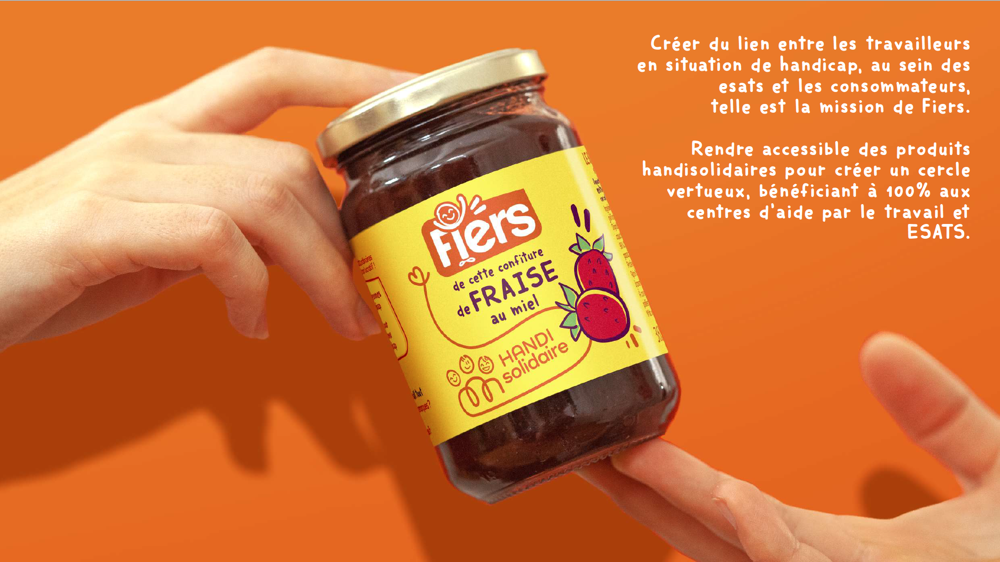 Créer du lien entre les travailleurs
en situation de handicap, au sein des
esats et les consommateurs,
telle est la mission de Fiers.
Rendre accessible des produits
handisolidaires pour créer un cercle
vertueux, bénéficiant à 100% aux
centres d'aide par le travail et
ESATS.
Fiers
de cette confiture
de FRAISE
au miel
HANDI
solidaire